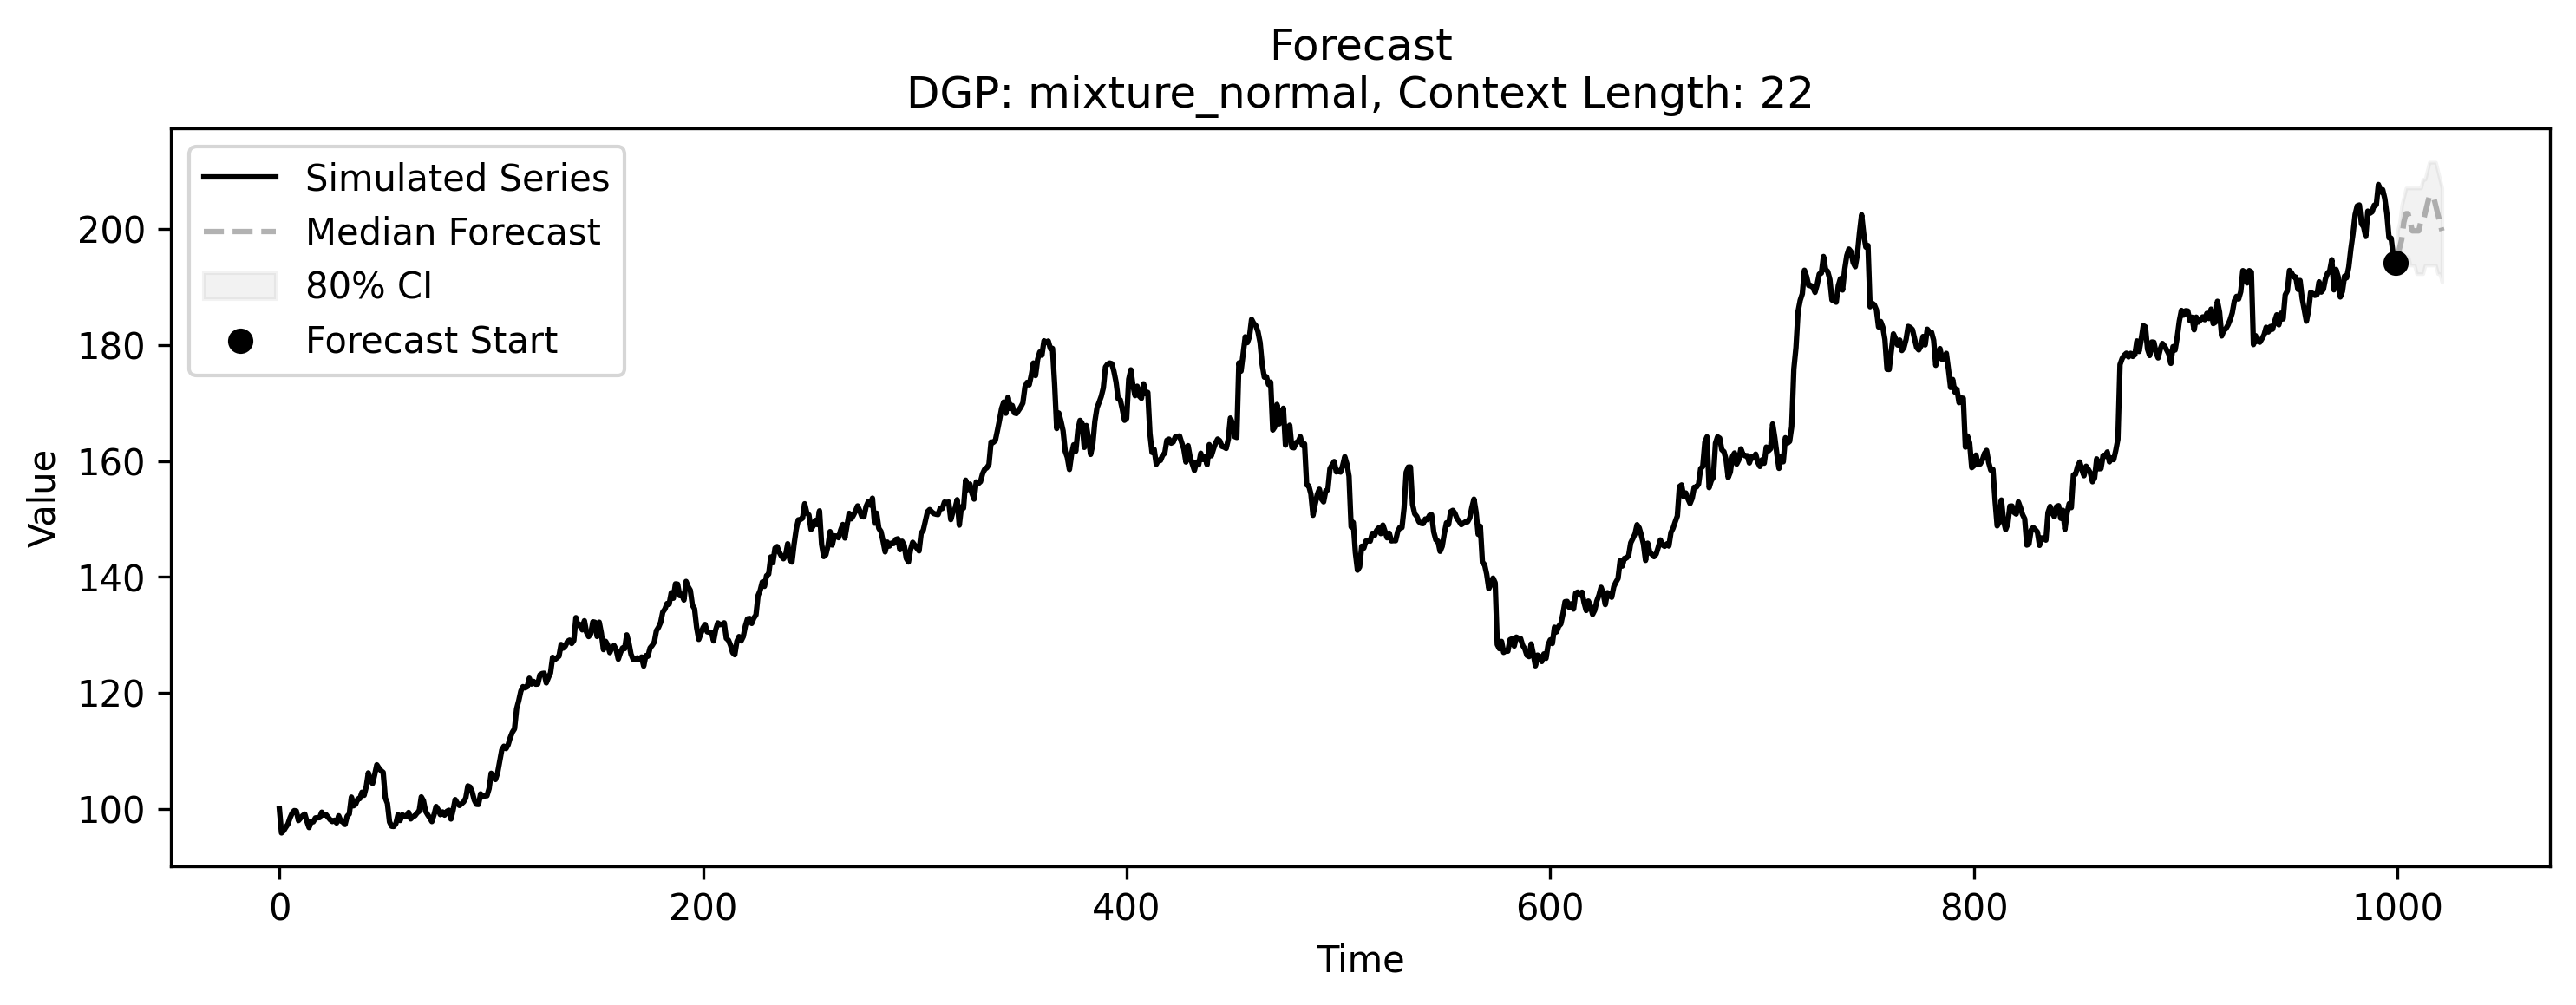 Forecast
DGP: mixture_normal, Context Length: 22
Simulated Series
Median Forecast
80% CI
Forecast Start
200
180
160
140
120
100
Value
0 200 400 600 800 1000
Time